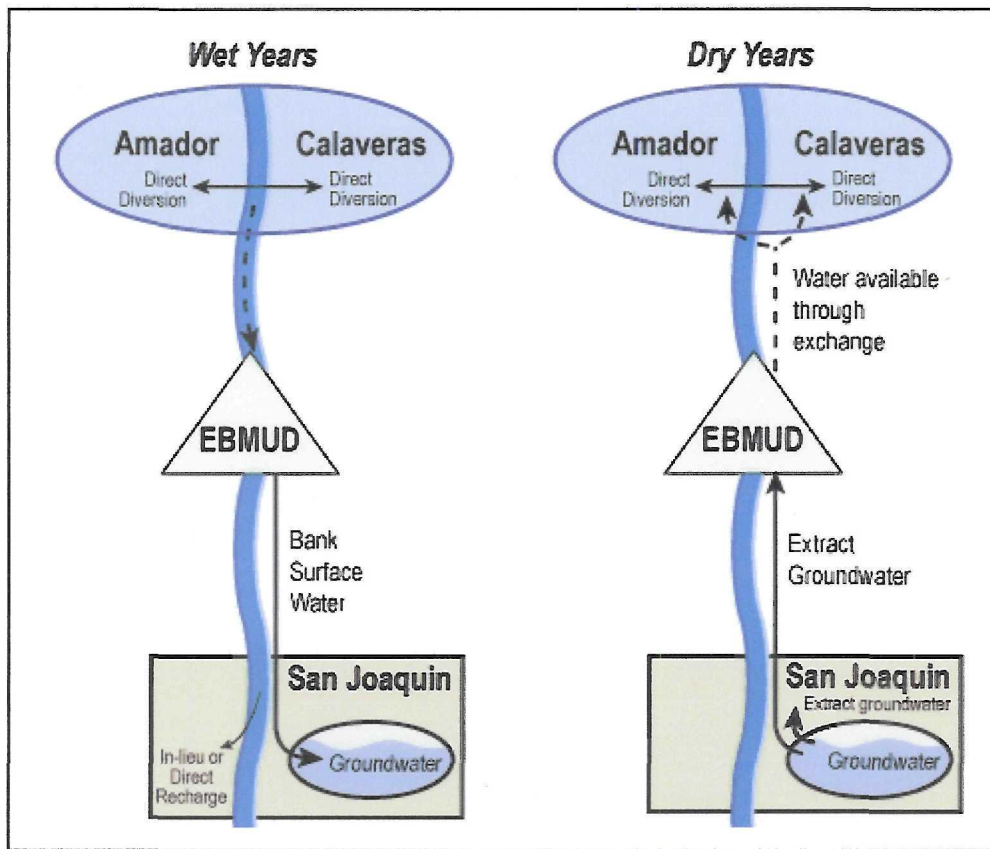 Wet Years
Amador
Calaveras
Direct
Diversion
Direct
Diversion
EBMUD
Bank
Surface
Water
San Joaquin
In-lieu or
Direct
Recharge
Groundwater
Dry Years
Amador
Calaveras
Direct
Diversion
Direct
Diversion
Water available
through
exchange
EBMUD
Extract
Groundwater
San Joaquin
Extract groundwater
Groundwater